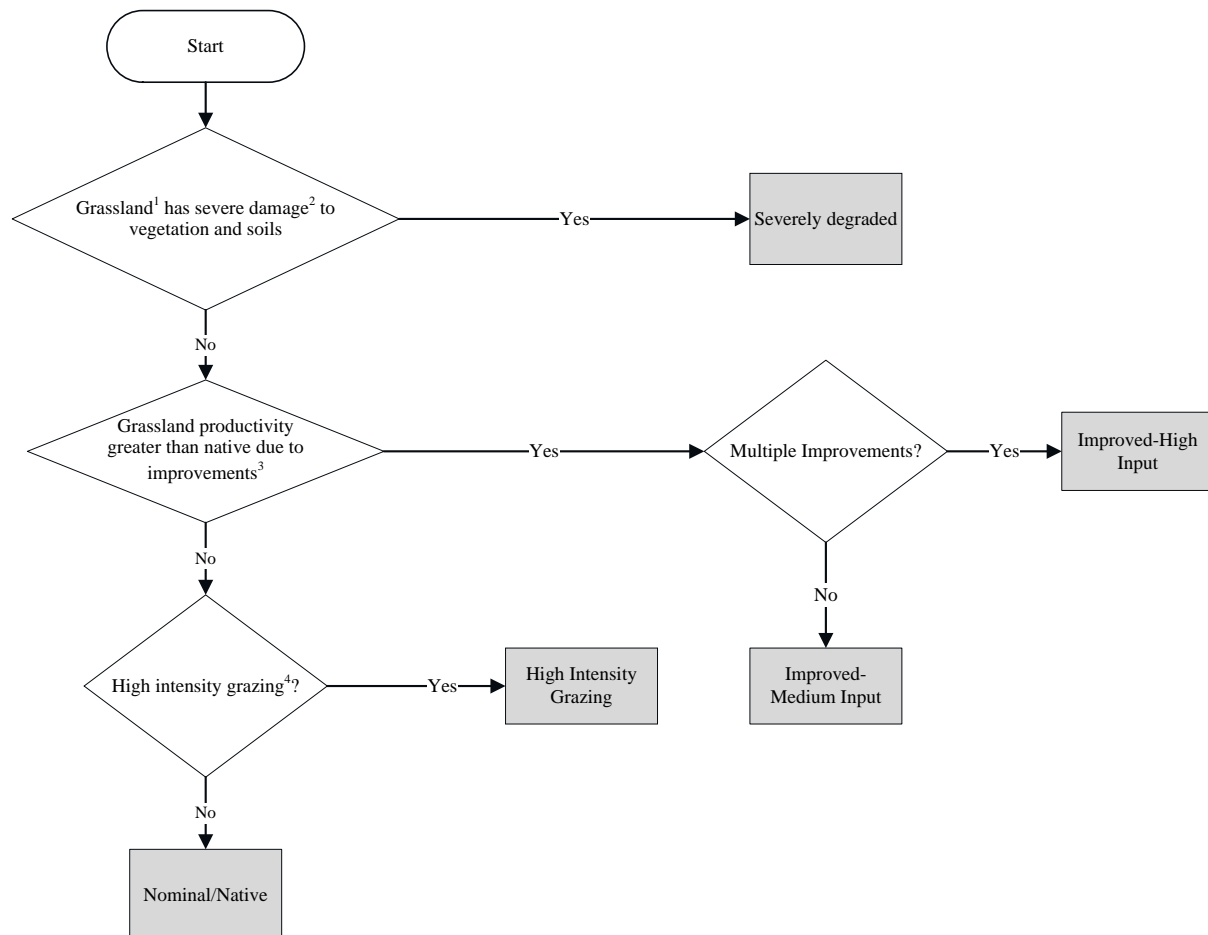 Start
Grassland¹ has severe damage² to
vegetation and soils
Yes
Severely degraded
No
Grassland productivity
greater than native due to
improvements³
Yes
Multiple Improvements?
Yes
Improved-High
Input
No
No
High intensity grazing⁴?
Yes
High Intensity
Grazing
Improved-
Medium Input
No
Nominal/Native